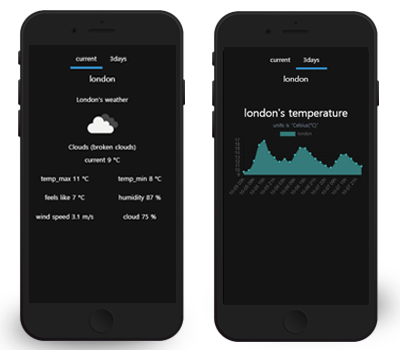 current 3days
london
London's weather
Clouds (broken clouds)
current 9 °C
temp_max 11 °C temp_min 8 °C
feels like 7 °C humidity 87 %
wind speed 3.1 m/s cloud 75 %
current 3days
london
london's temperature
units is "Celsius(°C)"
london